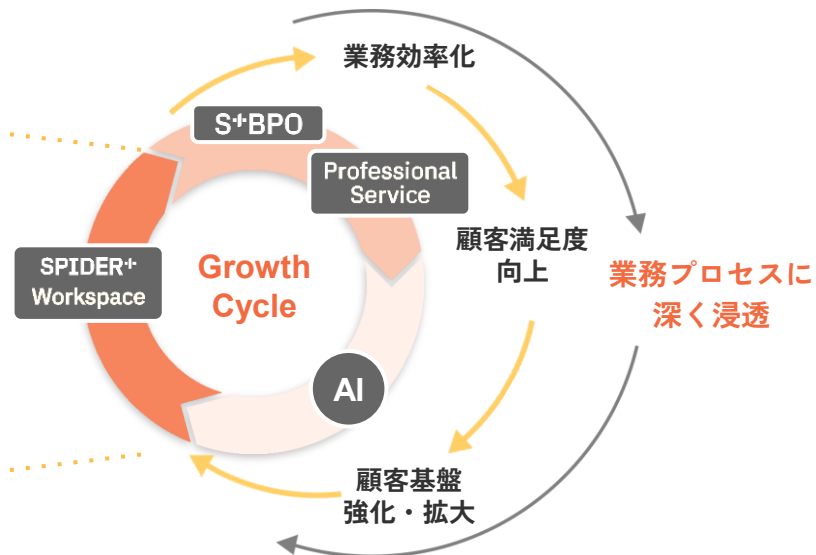 業務効率化
S+BPO
Professional
Service
顧客満足度
向上
SPIDER+
Workspace
Growth
Cycle
業務プロセスに
深く浸透
AI
顧客基盤
強化・拡大